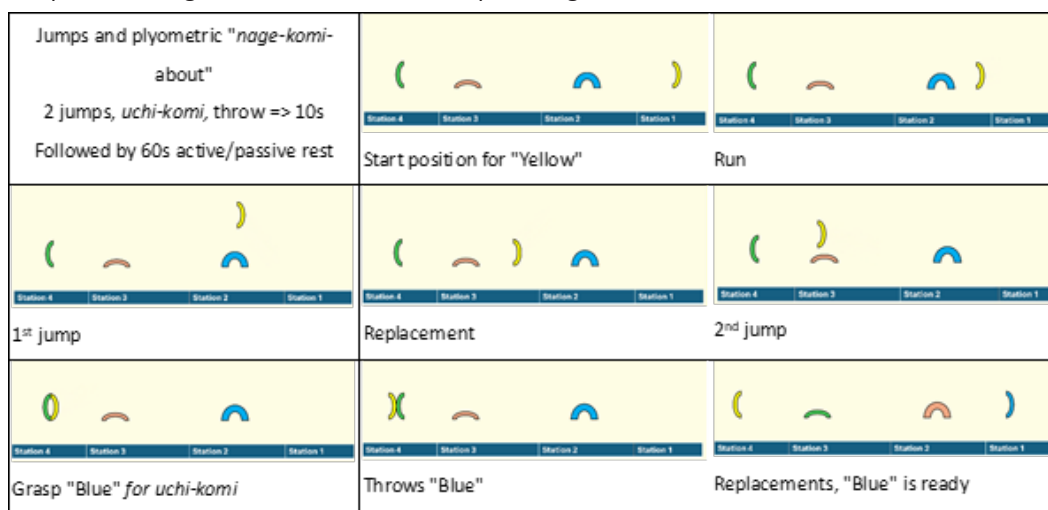 Jumps and plyometric "nage-komi-
about"
2 jumps, uchi-komi, throw => 10s
Followed by 60s active/passive rest
Station 4 Station 3 Station 2 Station 1
Start position for "Yellow"
Station 4 Station 3 Station 2 Station 1
Run
Station 4 Station 3 Station 2 Station 1
1st jump
Station 4 Station 3 Station 2 Station 1
Replacement
Station 4 Station 3 Station 2 Station 1
2nd jump
Station 4 Station 3 Station 2 Station 1
Grasp "Blue" for uchi-komi
Station 4 Station 3 Station 2 Station 1
Throws "Blue"
Station 4 Station 3 Station 2 Station 1
Replacements, "Blue" is ready